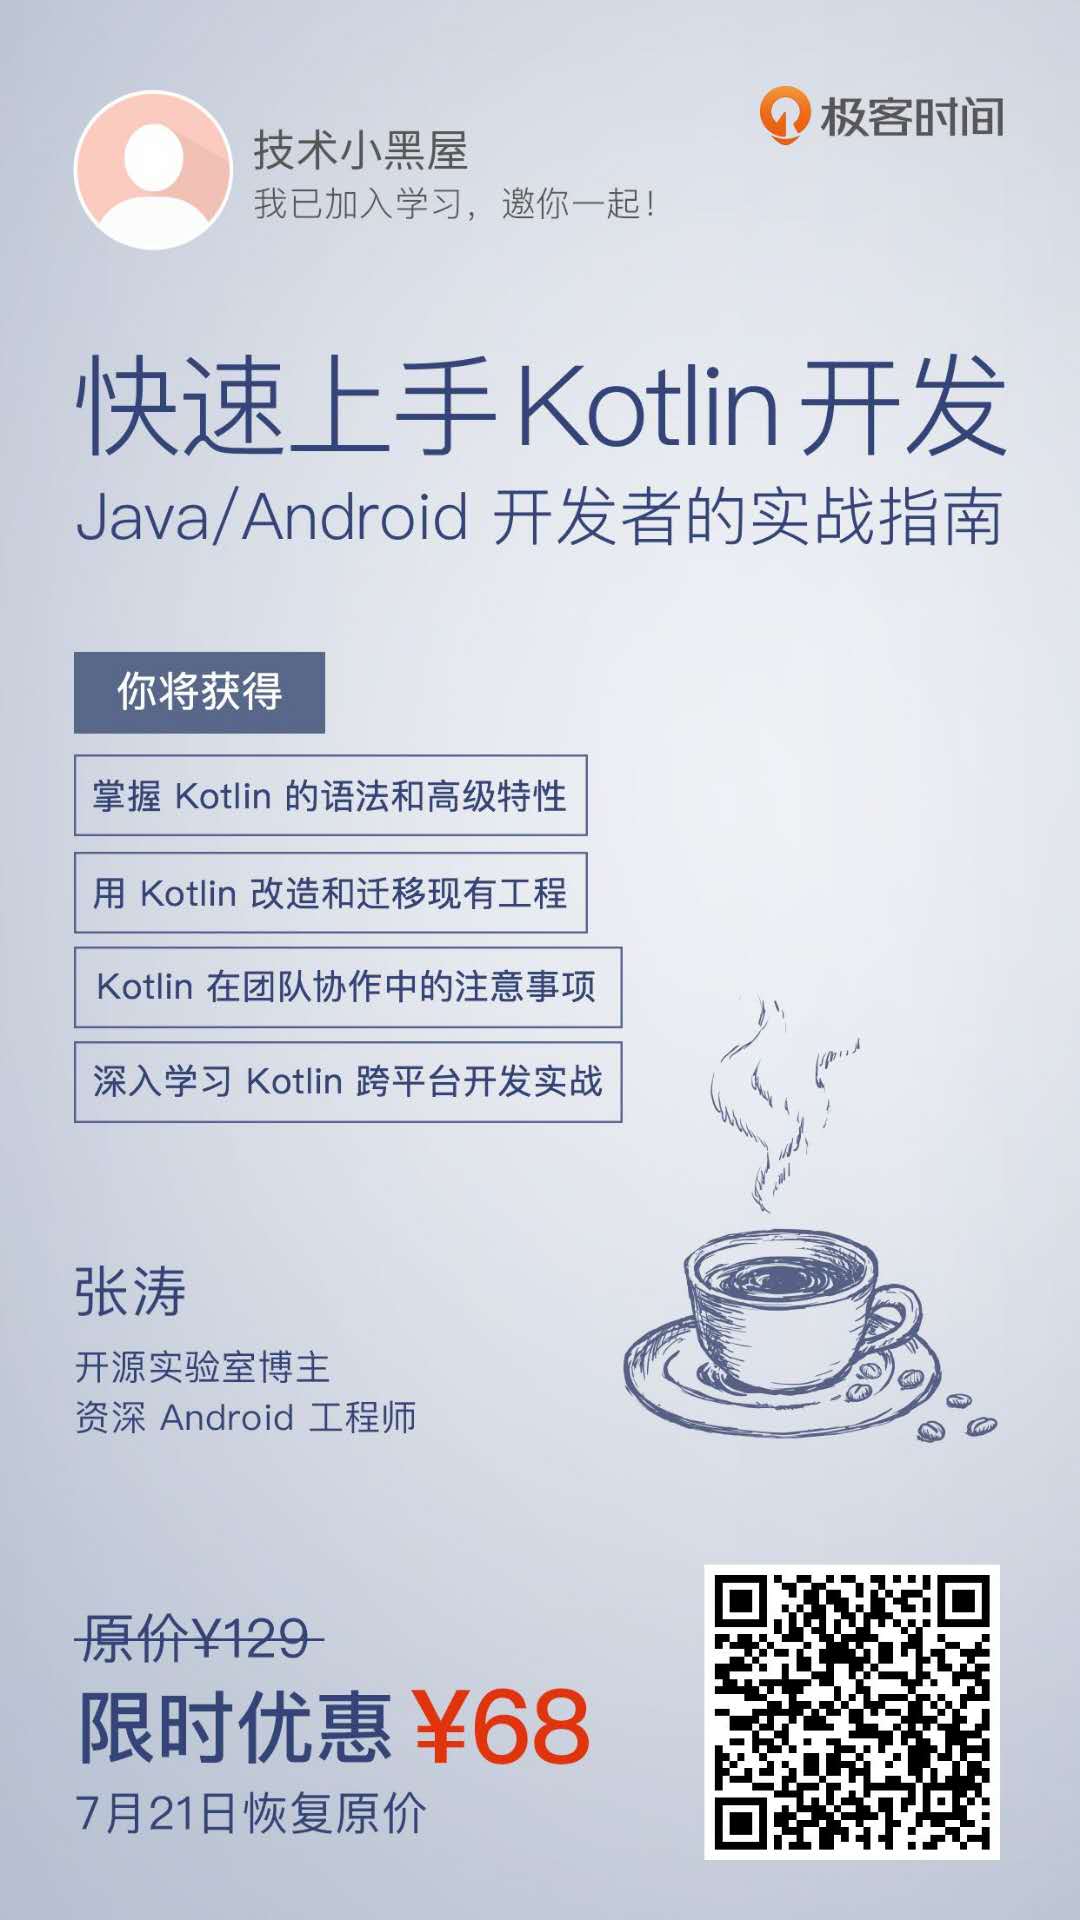 技术小黑屋
我已加入学习，邀你一起！
极客时间
快速上手 Kotlin 开发
Java/Android 开发者的实战指南
你将获得
掌握 Kotlin 的语法和高级特性
用 Kotlin 改造和迁移现有工程
Kotlin 在团队协作中的注意事项
深入学习 Kotlin 跨平台开发实战
张涛
开源实验室博主
资深 Android 工程师
原价¥129
限时优惠 ¥68
7月21日恢复原价